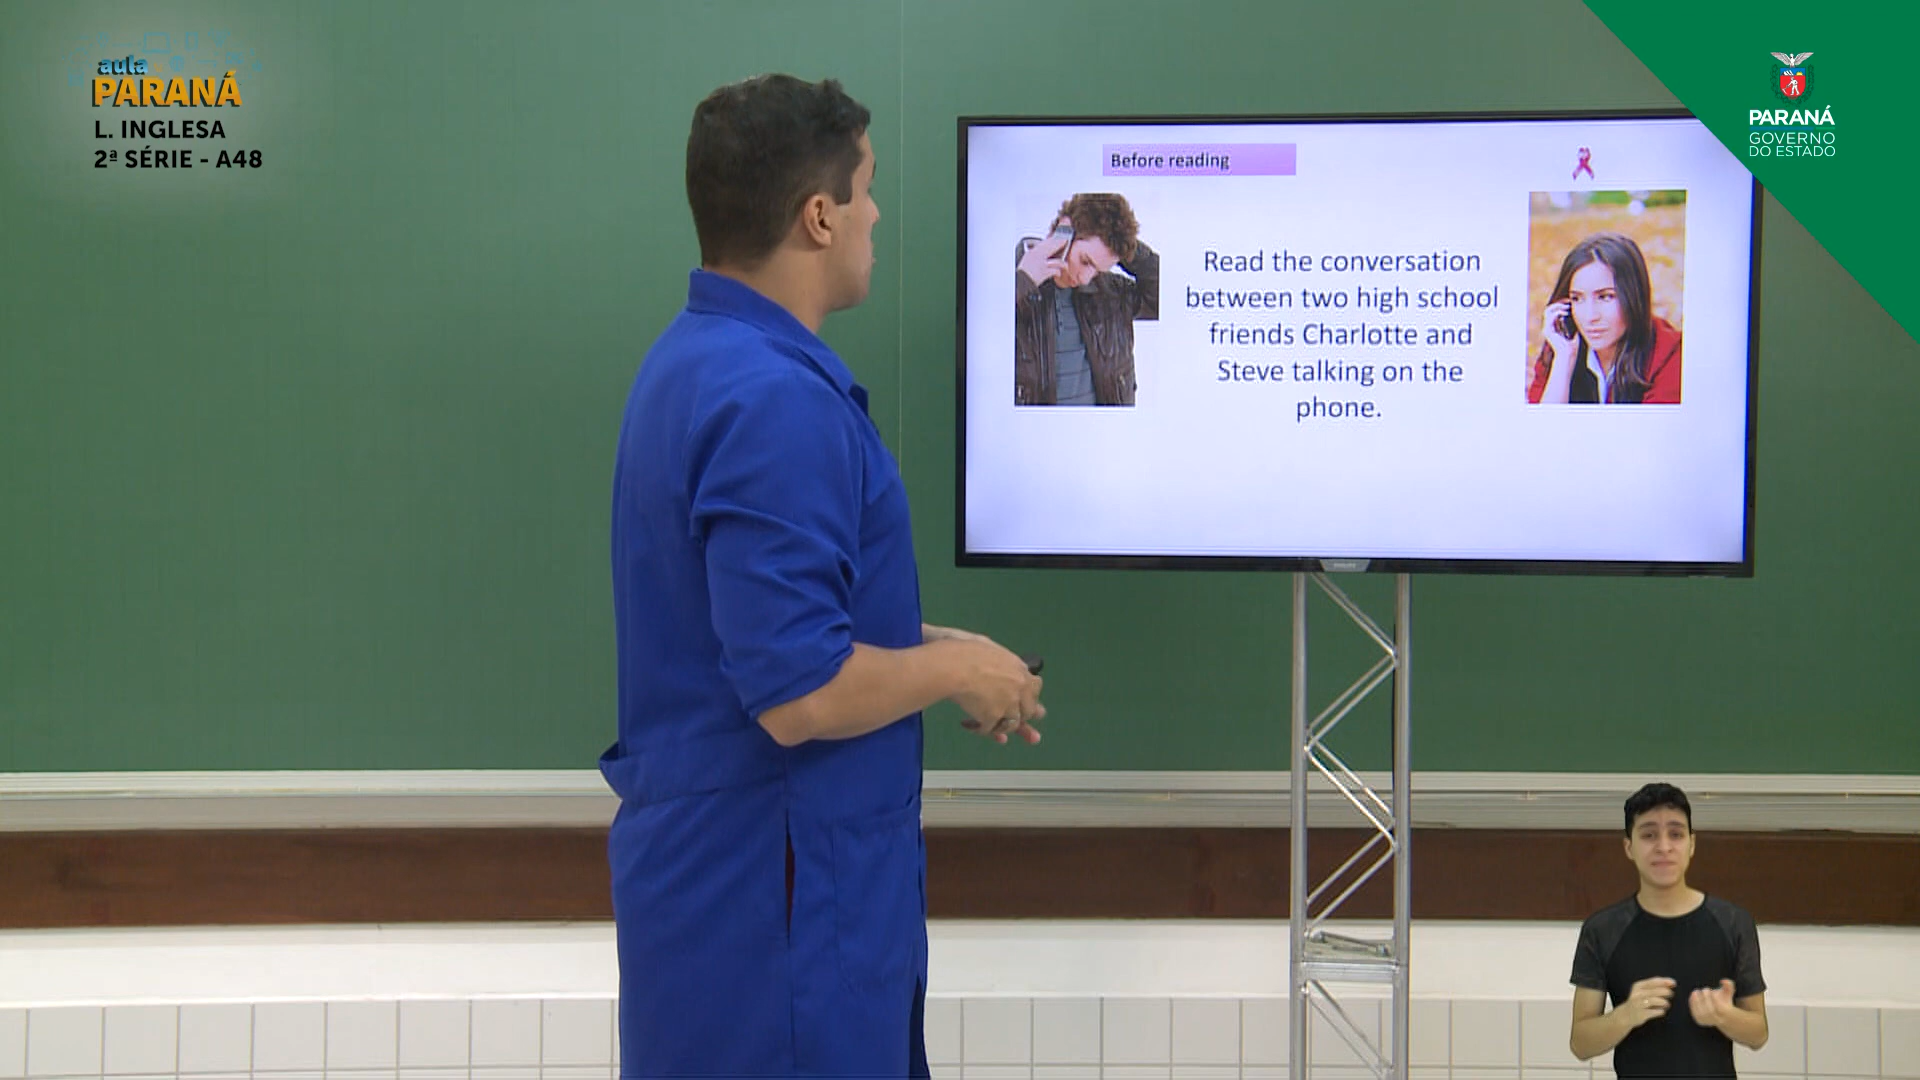 aula
PARANÁ
L. INGLESA
2ª SÉRIE - A48
PARANÁ
GOVERNO
DO ESTADO
Before reading
Read the conversation
between two high school
friends Charlotte and
Steve talking on the
phone.
PHILIPS